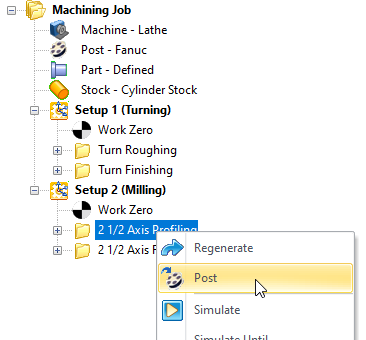 Machining Job
Machine - Lathe
Post - Fanuc
Part - Defined
Stock - Cylinder Stock
Setup 1 (Turning)
Work Zero
Turn Roughing
Turn Finishing
Setup 2 (Milling)
Work Zero
2 1/2 Axis Profiling
2 1/2 Axis
Regenerate
Post
Simulate
Simulate Until